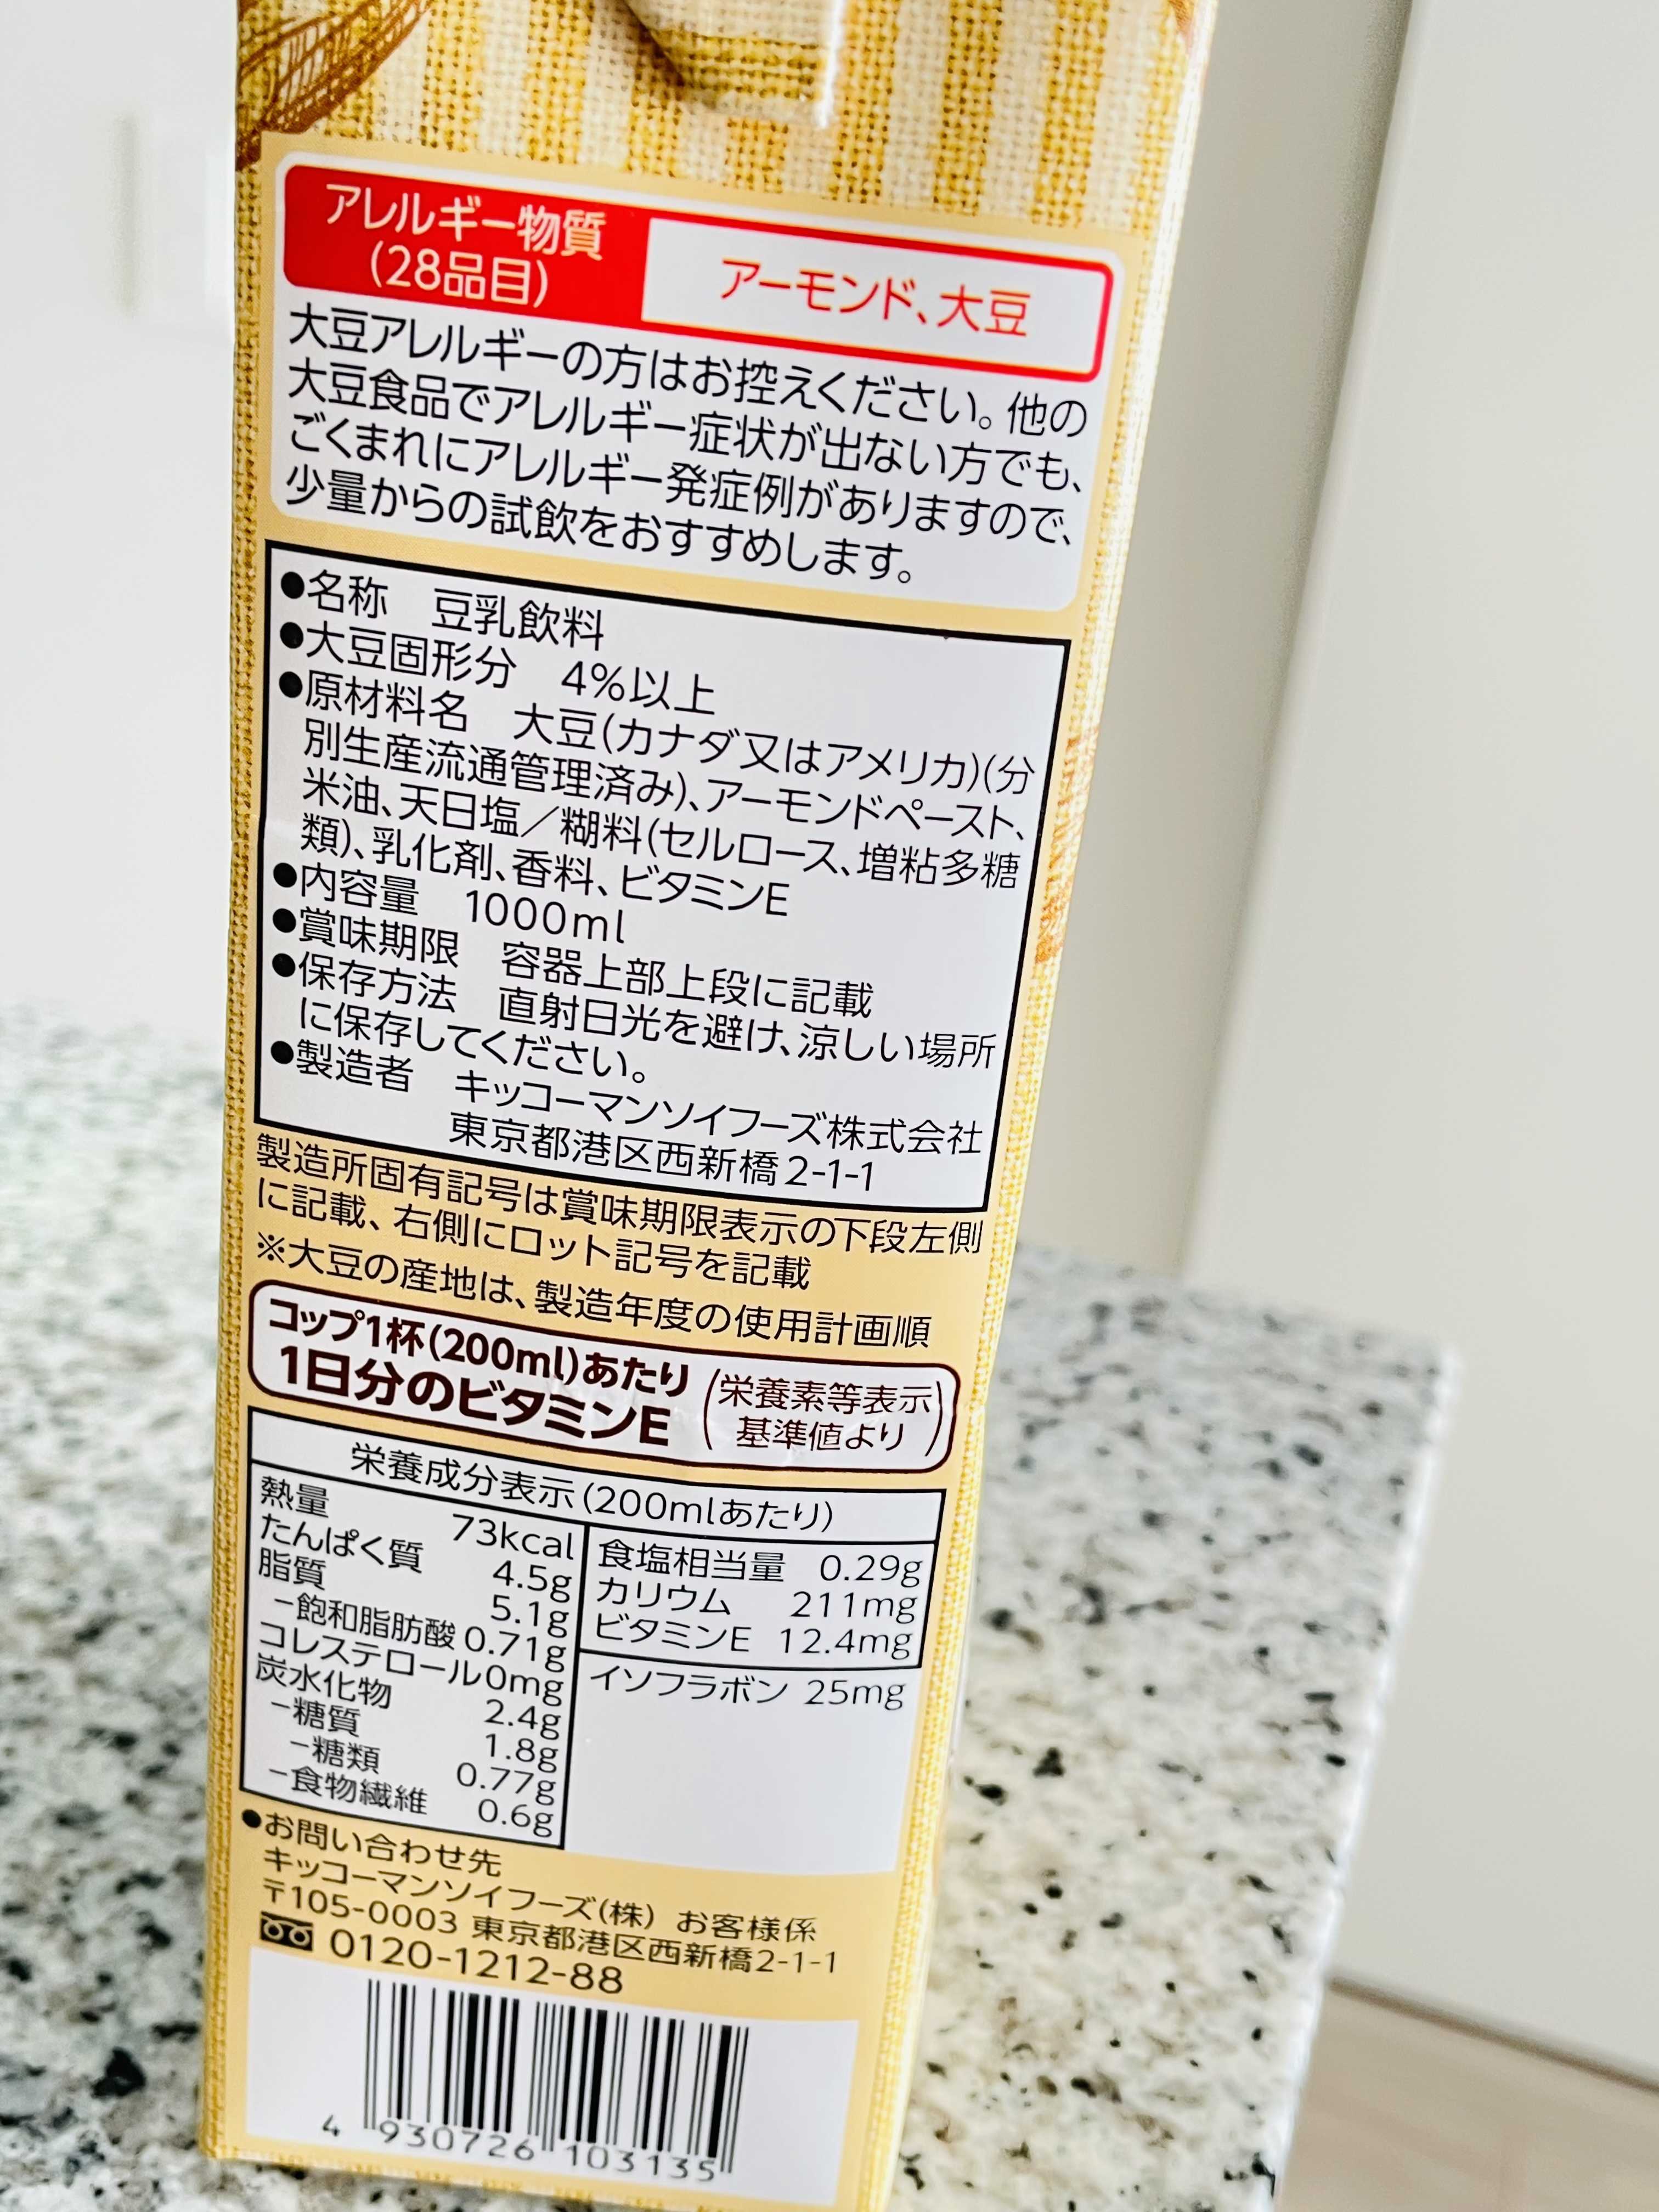 アレルギー物質
(28品目)
アーモンド、大豆
大豆アレルギーの方はお控えください。他の
大豆食品でアレルギー症状が出ない方でも、
ごくまれにアレルギー発症例がありますので、
少量からの試飲をおすすめします。
●名称　豆乳飲料
●大豆固形分　4%以上
●原材料名　大豆(カナダ又はアメリカ)(分
別生産流通管理済み)、アーモンドペースト、
米油、天日塩／糊料(セルロース、増粘多糖
類)、乳化剤、香料、ビタミンE
●内容量　1000ml
●賞味期限　容器上部上段に記載
●保存方法　直射日光を避け、涼しい場所
に保存してください。
●製造者　キッコーマンソイフーズ株式会社
東京都港区西新橋2-1-1
製造所固有記号は賞味期限表示の下段左側
に記載、右側にロット記号を記載
※大豆の産地は、製造年度の使用計画順
コップ1杯(200ml)あたり
1日分のビタミンE
(栄養素等表示
基準値より)
栄養成分表示(200mlあたり)
熱量 73kcal
たんぱく質 4.5g
脂質 5.1g
－飽和脂肪酸 0.71g
コレステロール 0mg
炭水化物 2.4g
－糖質 1.8g
－糖類 0.77g
－食物繊維 0.6g
食塩相当量 0.29g
カリウム 211mg
ビタミンE 12.4mg
イソフラボン 25mg
●お問い合わせ先
キッコーマンソイフーズ(株) お客様係
〒105-0003 東京都港区西新橋2-1-1
0120-1212-88
4 930726 103135